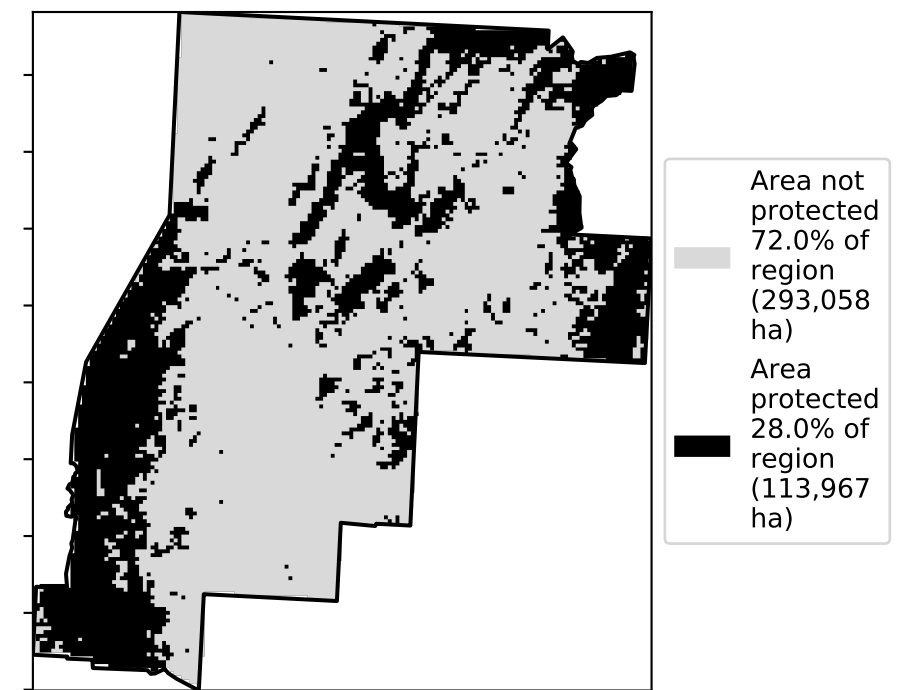 Area not
protected
72.0% of
region
(293,058
ha)
Area
protected
28.0% of
region
(113,967
ha)